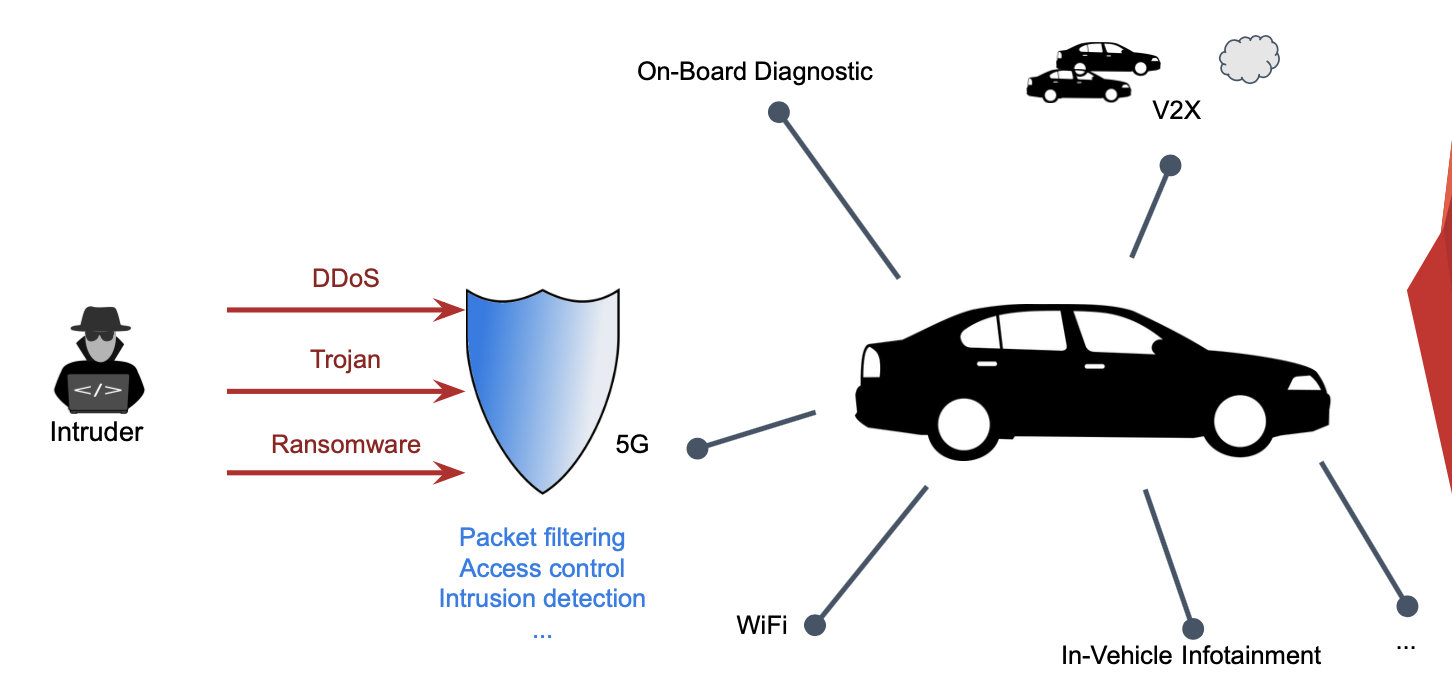 On-Board Diagnostic
V2X
DDoS
Trojan
Ransomware
</>
Intruder
5G
Packet filtering
Access control
Intrusion detection
...
WiFi
In-Vehicle Infotainment
...